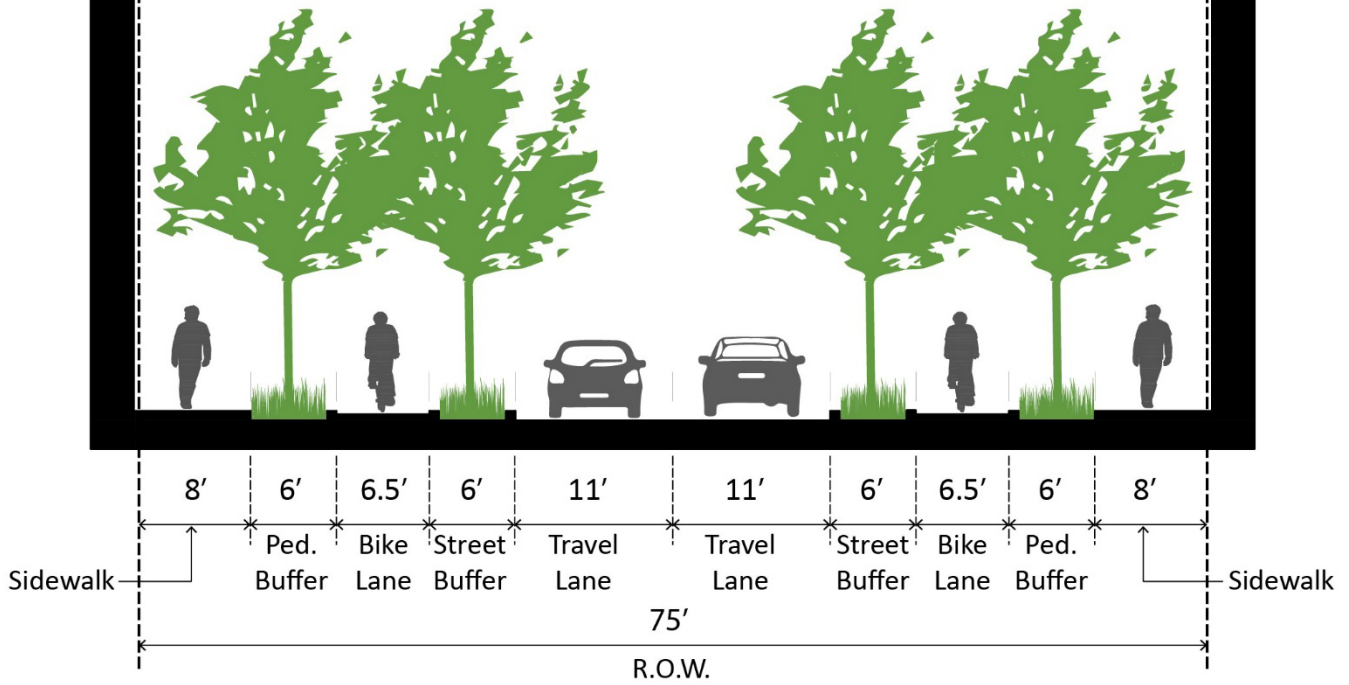 8′ 6′ 6.5′ 6′ 11′ 11′ 6′ 6.5′ 6′ 8′
Ped. Bike Street Travel Travel Street Bike Ped.
Sidewalk Buffer Lane Buffer Lane Lane Buffer Lane Buffer Sidewalk
75′
R.O.W.